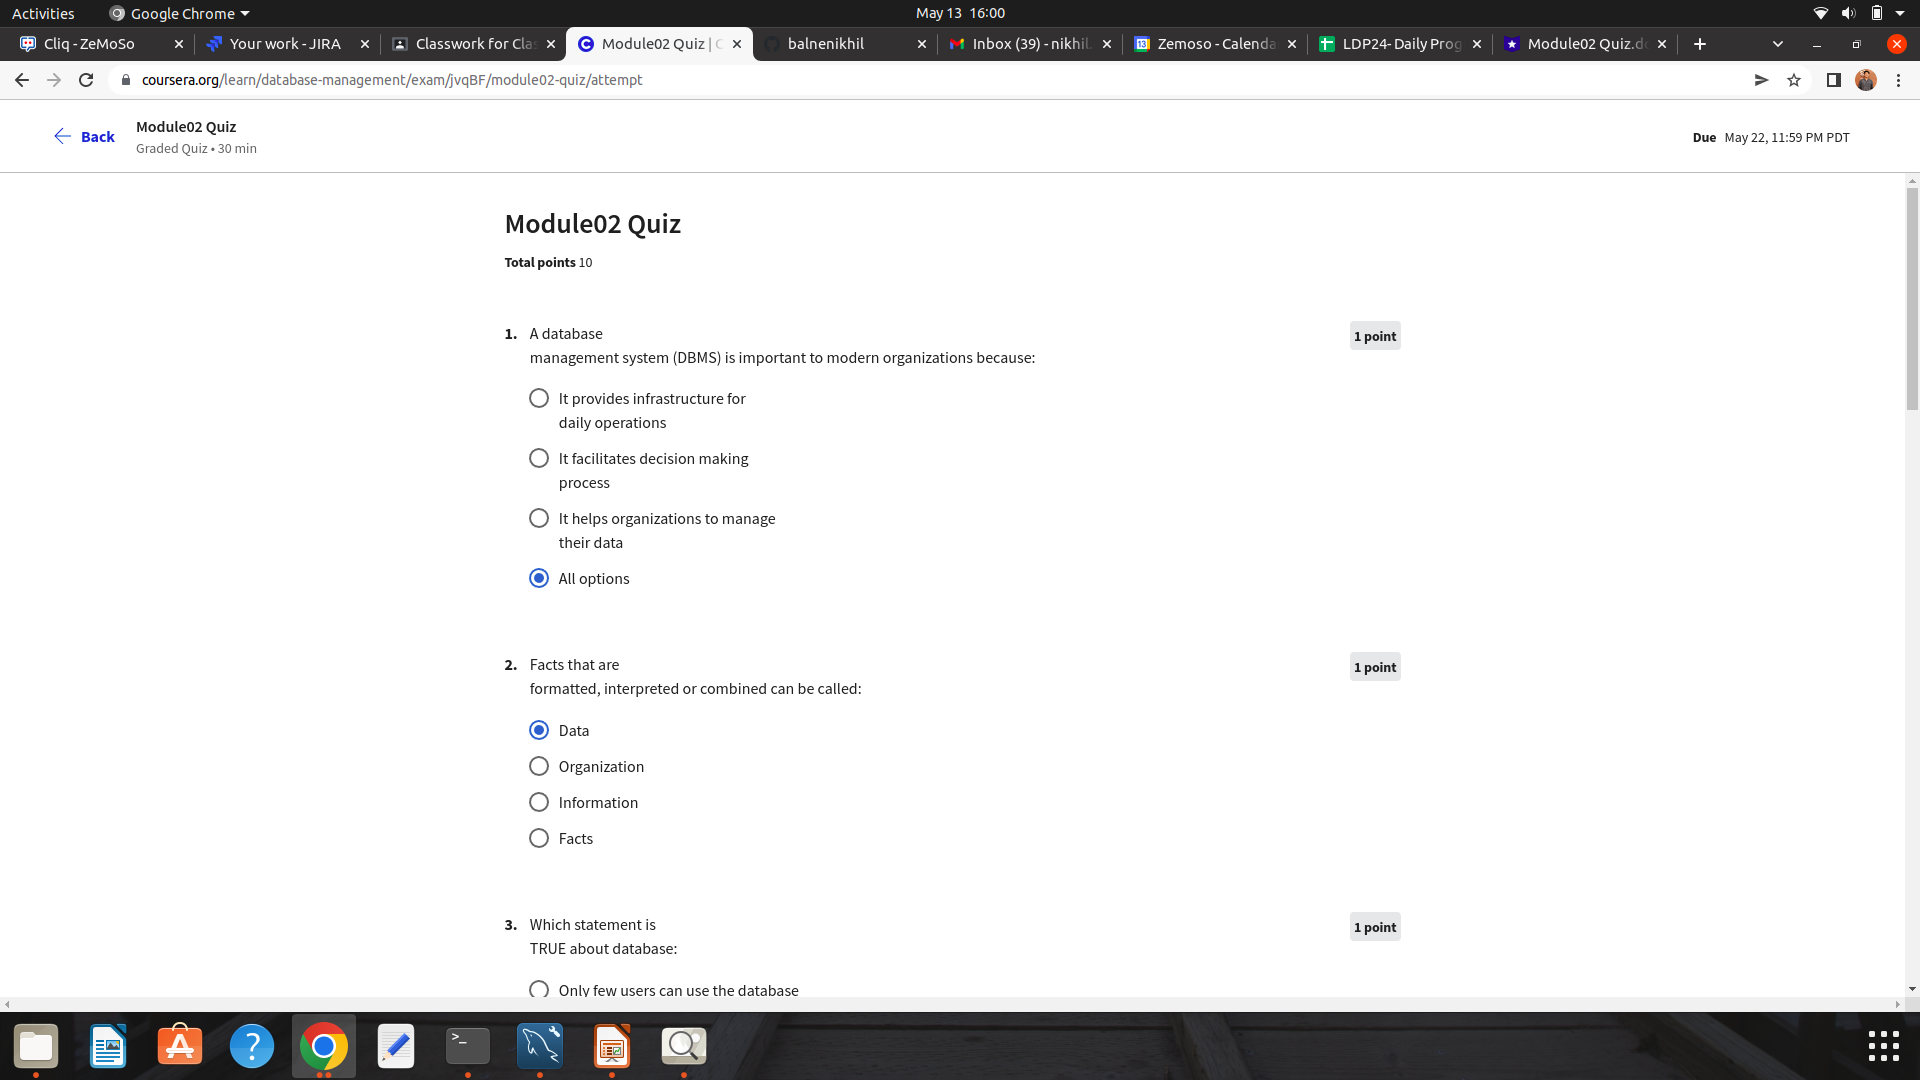 Activities
Google Chrome
May 13 16:00
Cliq - ZeMoSo
Your work - JIRA
Classwork for Clas
Module02 Quiz | C
balnenikhil
Inbox (39) - nikhil.
Zemoso - Calenda
LDP24- Daily Prog
Module02 Quiz.do
coursera.org/learn/database-management/exam/jvqBF/module02-quiz/attempt
Back
Module02 Quiz
Graded Quiz • 30 min
Due May 22, 11:59 PM PDT
Module02 Quiz
Total points 10
1. A database
management system (DBMS) is important to modern organizations because:
1 point
It provides infrastructure for
daily operations
It facilitates decision making
process
It helps organizations to manage
their data
All options
2. Facts that are
formatted, interpreted or combined can be called:
1 point
Data
Organization
Information
Facts
3. Which statement is
TRUE about database:
1 point
Only few users can use the database